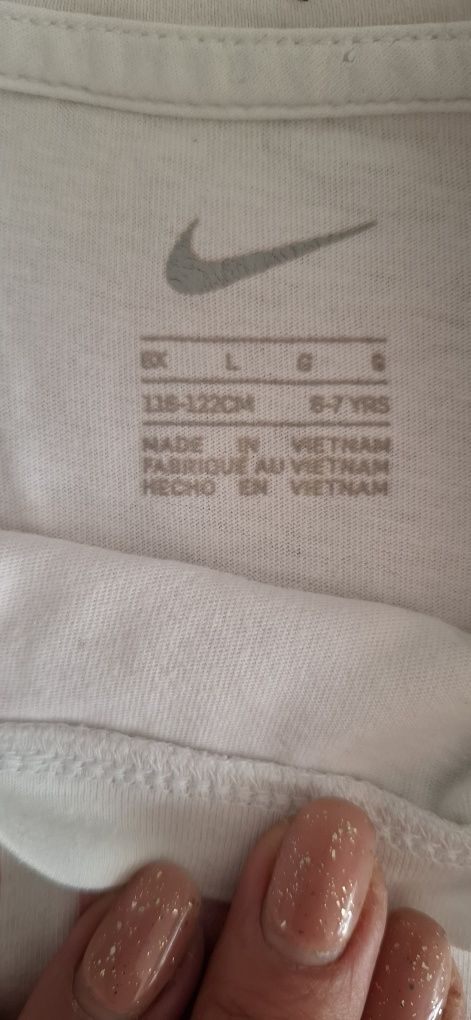 6X L G G
116-122CM 6-7 YRS
MADE IN VIETNAM
FABRIQUÉ AU VIETNAM
HECHO EN VIETNAM